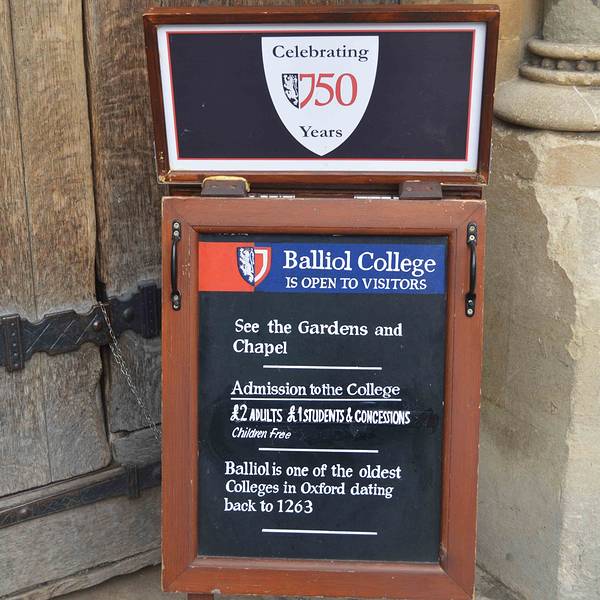 Celebrating
750
Years
Balliol College
IS OPEN TO VISITORS
See the Gardens and
Chapel
Admission to the College
£2 ADULTS £1 STUDENTS & CONCESSIONS
Children Free
Balliol is one of the oldest
Colleges in Oxford dating
back to 1263